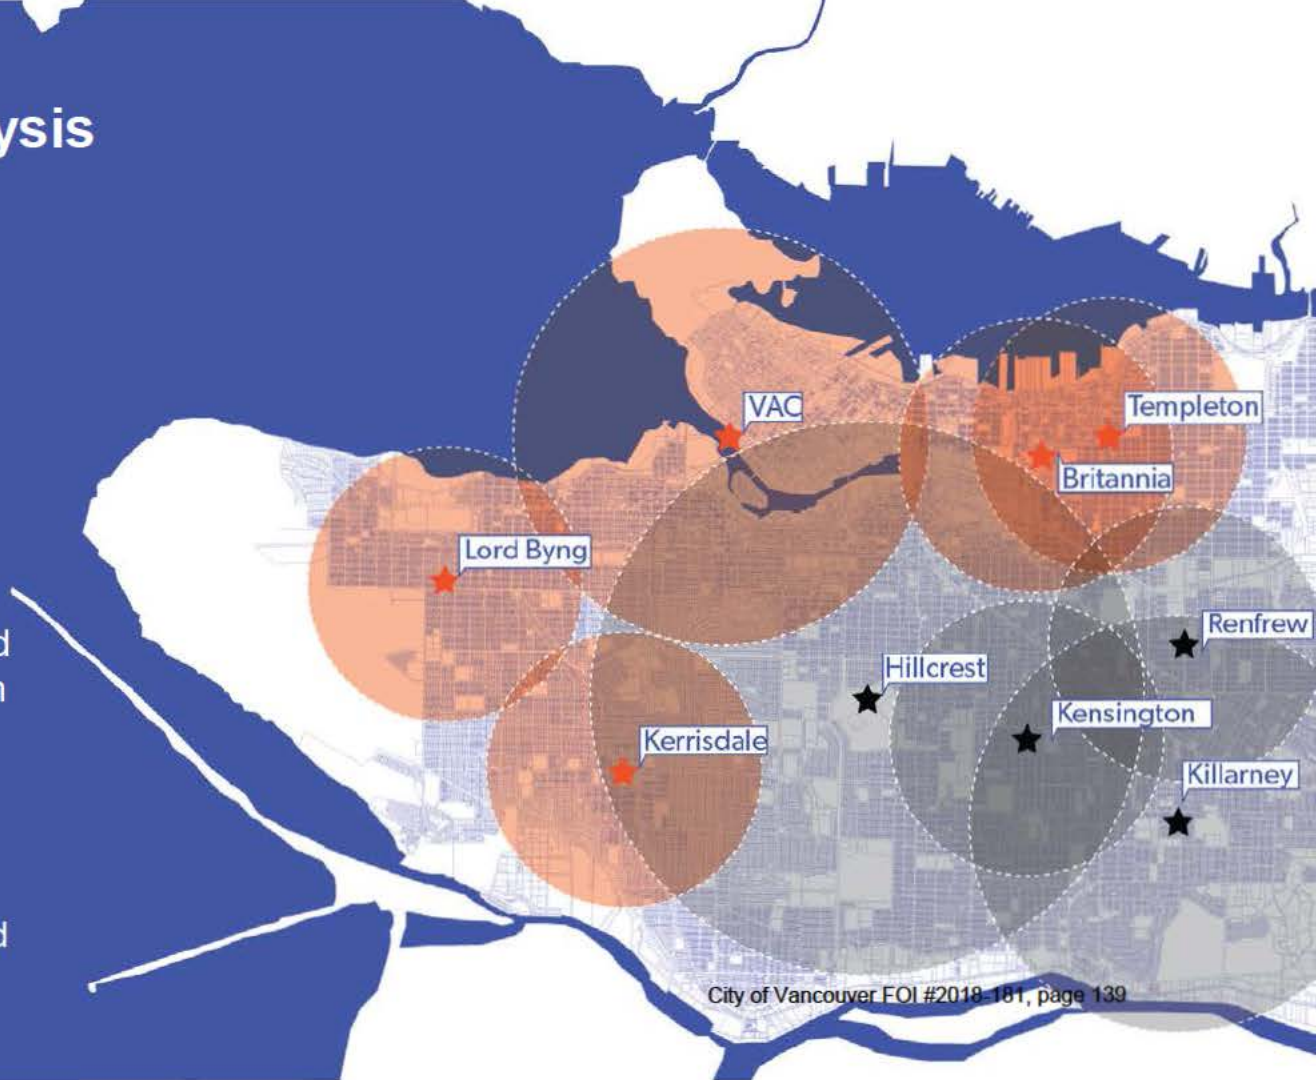 ysis
VAC
Templeton
Britannia
Lord Byng
d
n
Renfrew
Hillcrest
Kensington
Kerrisdale
Killarney
d
City of Vancouver FOI #2018-181, page 139